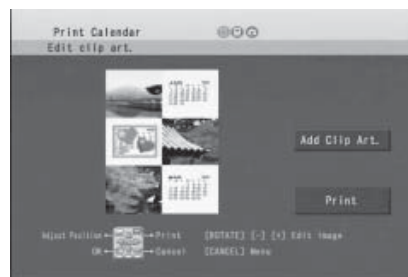 Print Calendar
Edit clip art.
Add Clip Art.
Print
Adjust Position
Print
[ROTATE] [-] [+] Edit image
OK
Cancel
[CANCEL] Menu